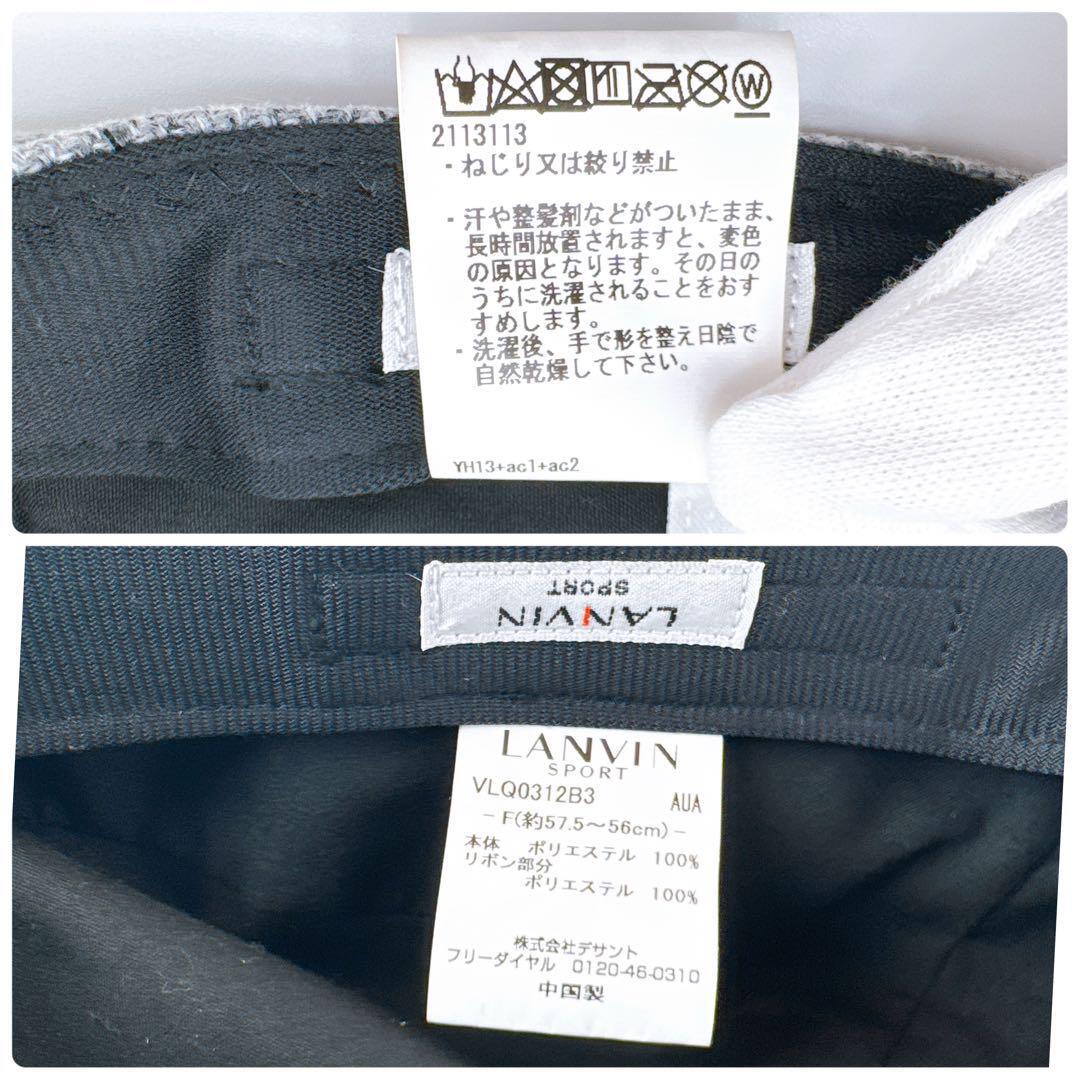 W
2113113
・ねじり又は絞り禁止
・汗や整髪剤などがついたまま、
長時間放置されますと、変色
の原因となります。その日の
うちに洗濯されることをおす
すめします。
・洗濯後、手で形を整え日陰で
自然乾燥して下さい。
YH13+ac1+ac2
LANVIN
SPORT
LANVIN
SPORT
VLQ0312B3 AUA
- F(約57.5～56cm) -
本体 ポリエステル 100%
リボン部分
ポリエステル 100%
株式会社デサント
フリーダイヤル 0120-46-0310
中国製